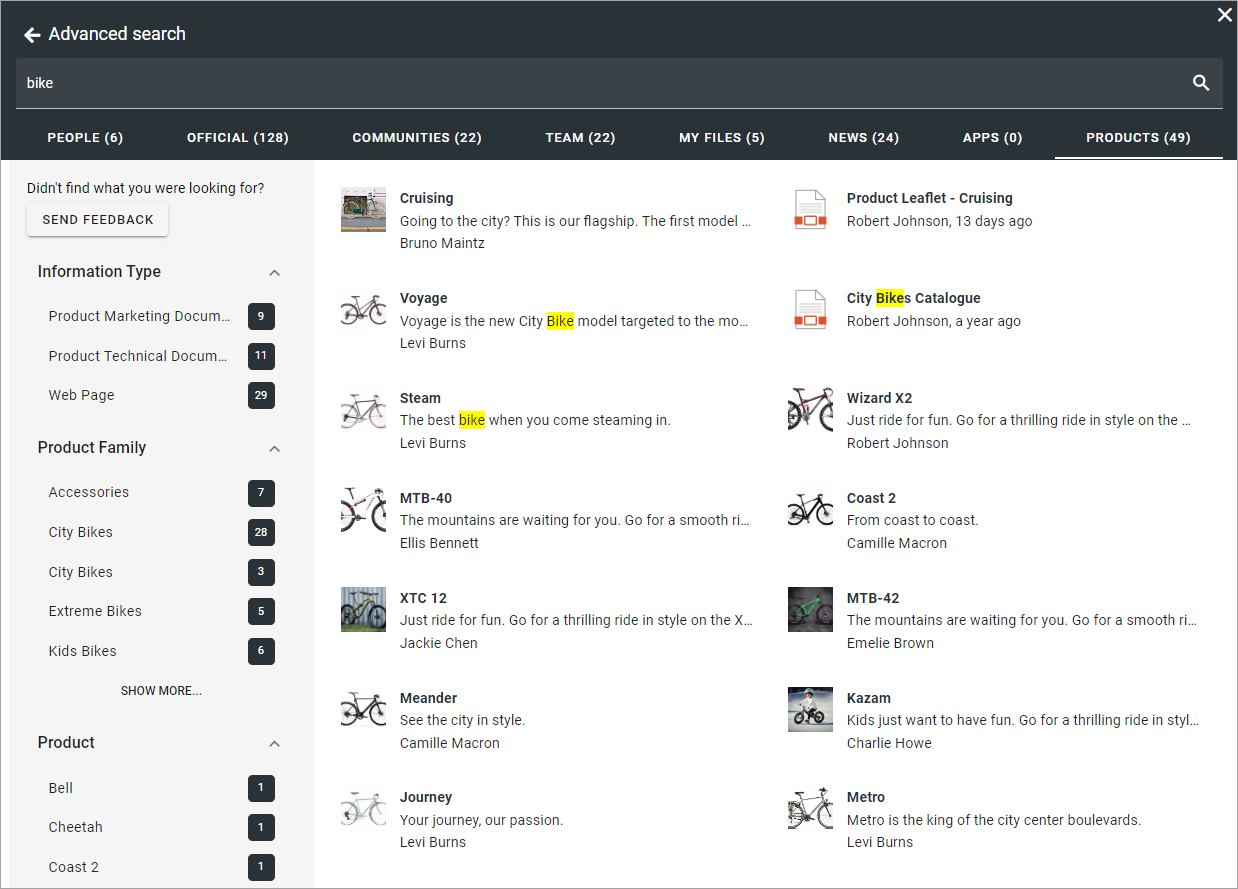 Advanced search
bike
PEOPLE (6) OFFICIAL (128) COMMUNITIES (22) TEAM (22) MY FILES (5) NEWS (24) APPS (0) PRODUCTS (49)
Didn't find what you were looking for?
SEND FEEDBACK
Information Type
Product Marketing Docum... 9
Product Technical Docum... 11
Web Page 29
Product Family
Accessories 7
City Bikes 28
City Bikes 3
Extreme Bikes 5
Kids Bikes 6
SHOW MORE...
Product
Bell 1
Cheetah 1
Coast 2 1
Cruising
Going to the city? This is our flagship. The first model ...
Bruno Maintz
Product Leaflet - Cruising
Robert Johnson, 13 days ago
Voyage
Voyage is the new City Bike model targeted to the mo...
Levi Burns
City Bikes Catalogue
Robert Johnson, a year ago
Steam
The best bike when you come steaming in.
Levi Burns
Wizard X2
Just ride for fun. Go for a thrilling ride in style on the ...
Robert Johnson
MTB-40
The mountains are waiting for you. Go for a smooth ri...
Ellis Bennett
Coast 2
From coast to coast.
Camille Macron
XTC 12
Just ride for fun. Go for a thrilling ride in style on the X...
Jackie Chen
MTB-42
The mountains are waiting for you. Go for a smooth ri...
Emelie Brown
Meander
See the city in style.
Camille Macron
Kazam
Kids just want to have fun. Go for a thrilling ride in styl...
Charlie Howe
Journey
Your journey, our passion.
Levi Burns
Metro
Metro is the king of the city center boulevards.
Levi Burns